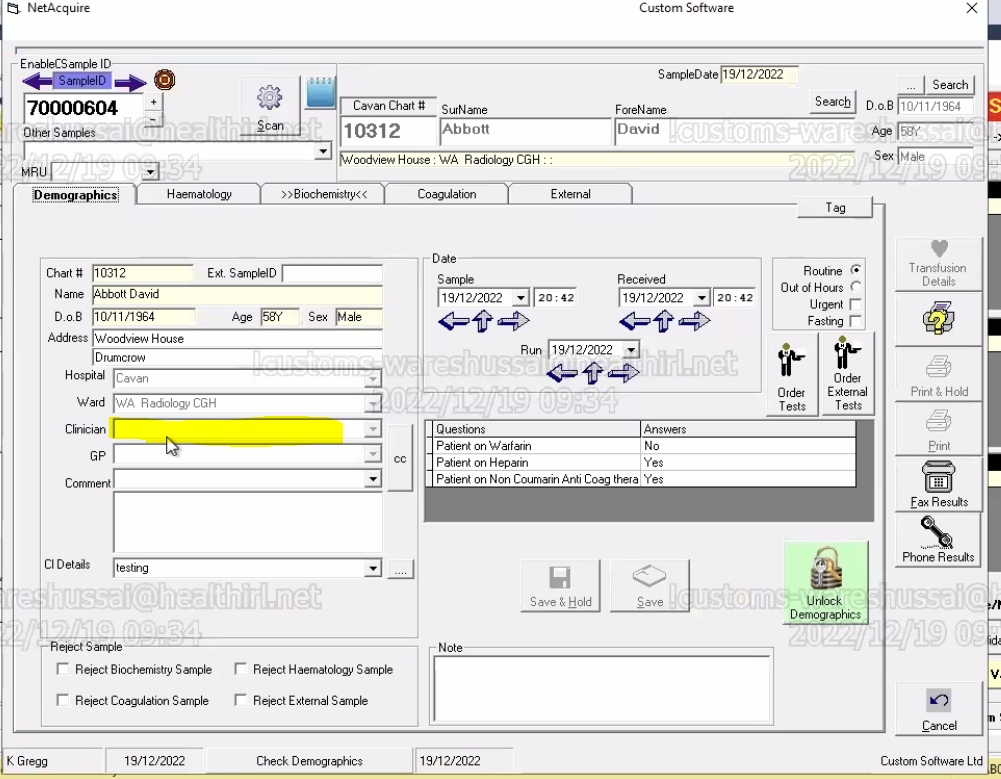 NetAcquire
Custom Software
EnableCSample ID
SampleID
70000604
+
-
Scan
Other Samples
MRU
SampleDate 19/12/2022
Cavan Chart # SurName ForeName
Search
... Search
10312 Abbott David
D.o.B 10/11/1964
Age 58Y
Sex Male
Woodview House : WA Radiology CGH : :
Demographics Haematology >>Biochemistry<< Coagulation External
Tag
Chart # 10312 Ext. SampleID
Name Abbott David
D.o.B 10/11/1964 Age 58Y Sex Male
Address Woodview House
Drumcrow
Hospital Cavan
Ward WA Radiology CGH
Clinician
GP
cc
Comment
CI Details testing ....
Date
Sample Received
19/12/2022 20:42 19/12/2022 20:42
Run 19/12/2022
Routine
Out of Hours
Urgent
Fasting
Order Tests
Order External Tests
Questions Answers
Patient on Warfarin No
Patient on Heparin Yes
Patient on Non Coumarin Anti Coag thera Yes
Save & Hold
Save
Unlock Demographics
Transfusion Details
Print & Hold
Print
Fax Results
Phone Results
Cancel
Reject Sample
Reject Biochemistry Sample Reject Haematology Sample
Reject Coagulation Sample Reject External Sample
Note
K Gregg 19/12/2022 Check Demographics 19/12/2022 Custom Software Ltd
!customs-wareshussai@healthirl.net
2022/12/19 09:34